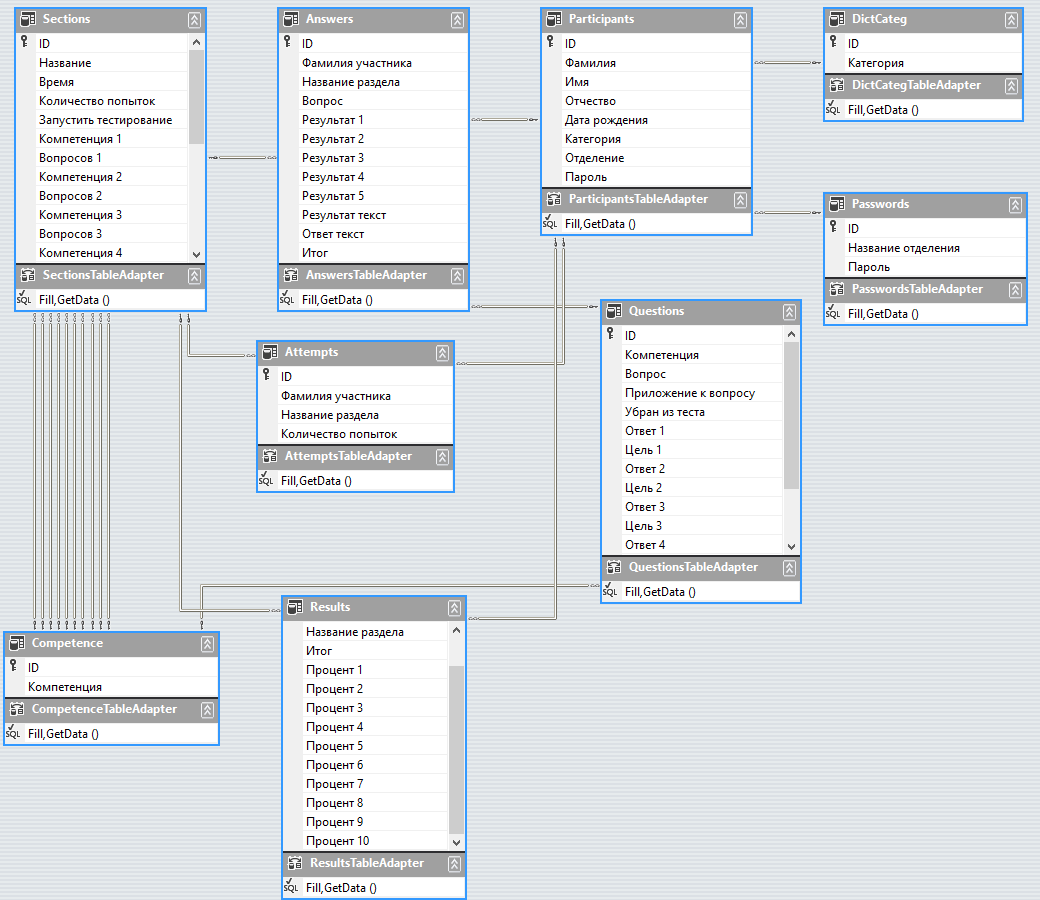 Sections
ID
Название
Время
Количество попыток
Запустить тестирование
Компетенция 1
Вопросов 1
Компетенция 2
Вопросов 2
Компетенция 3
Вопросов 3
Компетенция 4
SectionsTableAdapter
SQL
Fill,GetData ()
Answers
ID
Фамилия участника
Название раздела
Вопрос
Результат 1
Результат 2
Результат 3
Результат 4
Результат 5
Результат текст
Ответ текст
Итог
AnswersTableAdapter
SQL
Fill,GetData ()
Participants
ID
Фамилия
Имя
Отчество
Дата рождения
Категория
Отделение
Пароль
ParticipantsTableAdapter
SQL
Fill,GetData ()
DictCateg
ID
Категория
DictCategTableAdapter
SQL
Fill,GetData ()
Passwords
ID
Название отделения
Пароль
PasswordsTableAdapter
SQL
Fill,GetData ()
Attempts
ID
Фамилия участника
Название раздела
Количество попыток
AttemptsTableAdapter
SQL
Fill,GetData ()
Questions
ID
Компетенция
Вопрос
Приложение к вопросу
Убран из теста
Ответ 1
Цель 1
Ответ 2
Цель 2
Ответ 3
Цель 3
Ответ 4
QuestionsTableAdapter
SQL
Fill,GetData ()
Competence
ID
Компетенция
CompetenceTableAdapter
SQL
Fill,GetData ()
Results
Название раздела
Итог
Процент 1
Процент 2
Процент 3
Процент 4
Процент 5
Процент 6
Процент 7
Процент 8
Процент 9
Процент 10
ResultsTableAdapter
SQL
Fill,GetData ()